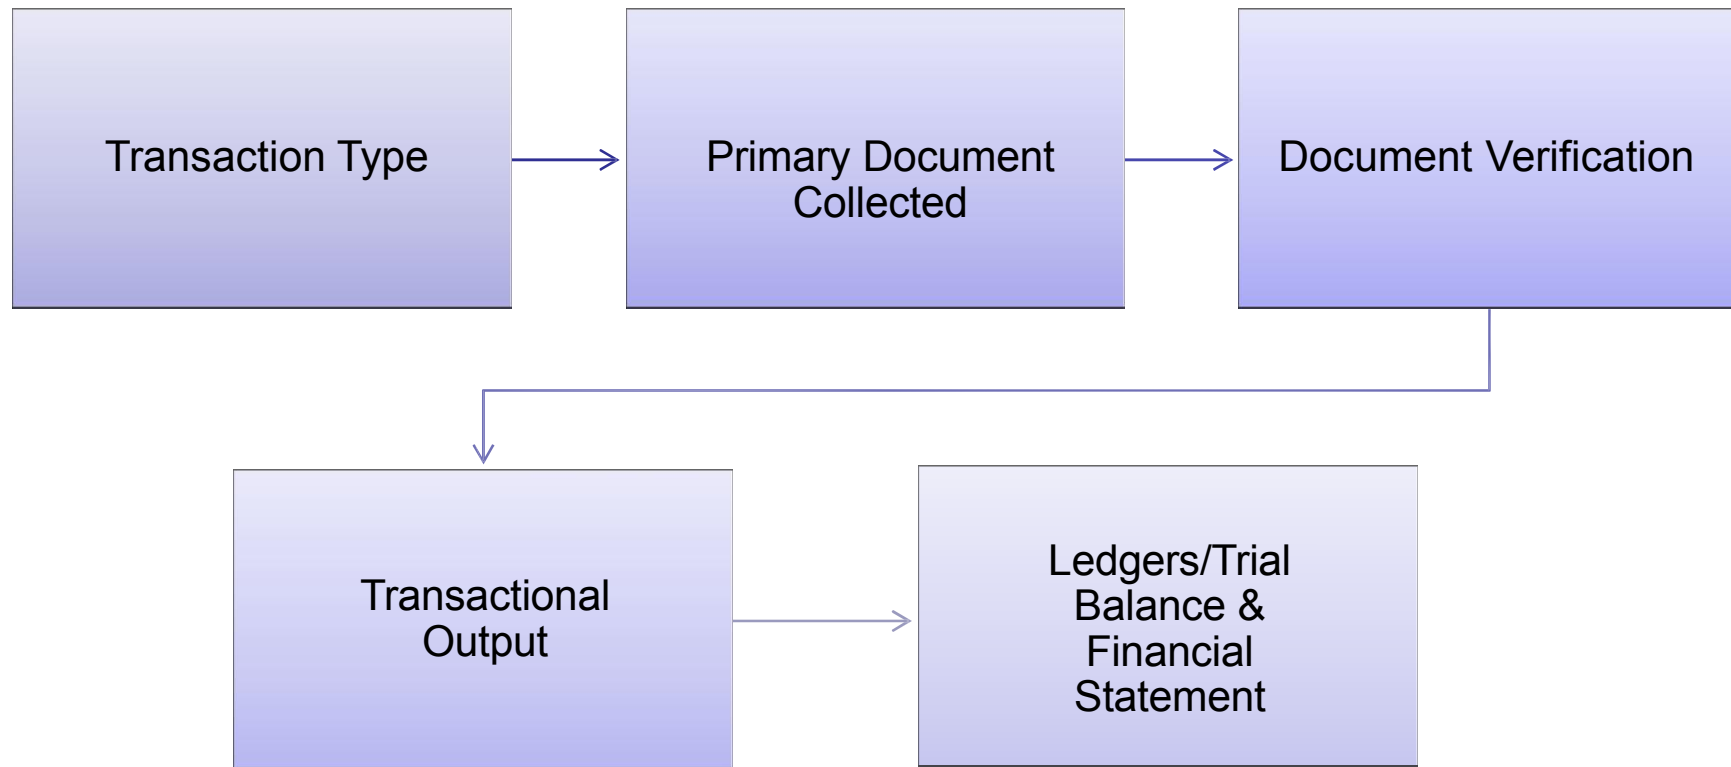 Transaction Type
Primary Document
Collected
Document Verification
Transactional
Output
Ledgers/Trial
Balance &
Financial
Statement